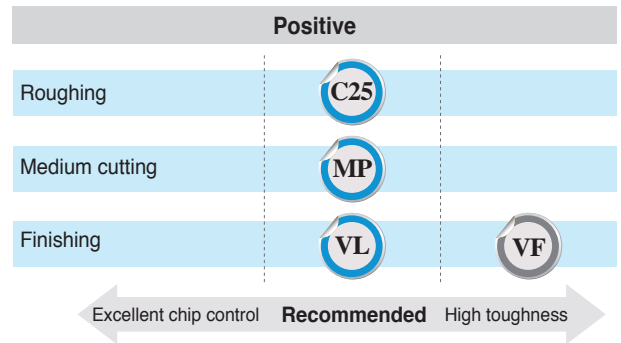 Positive
Roughing
C25
Medium cutting
MP
Finishing
VL
VF
Excellent chip control
Recommended
High toughness